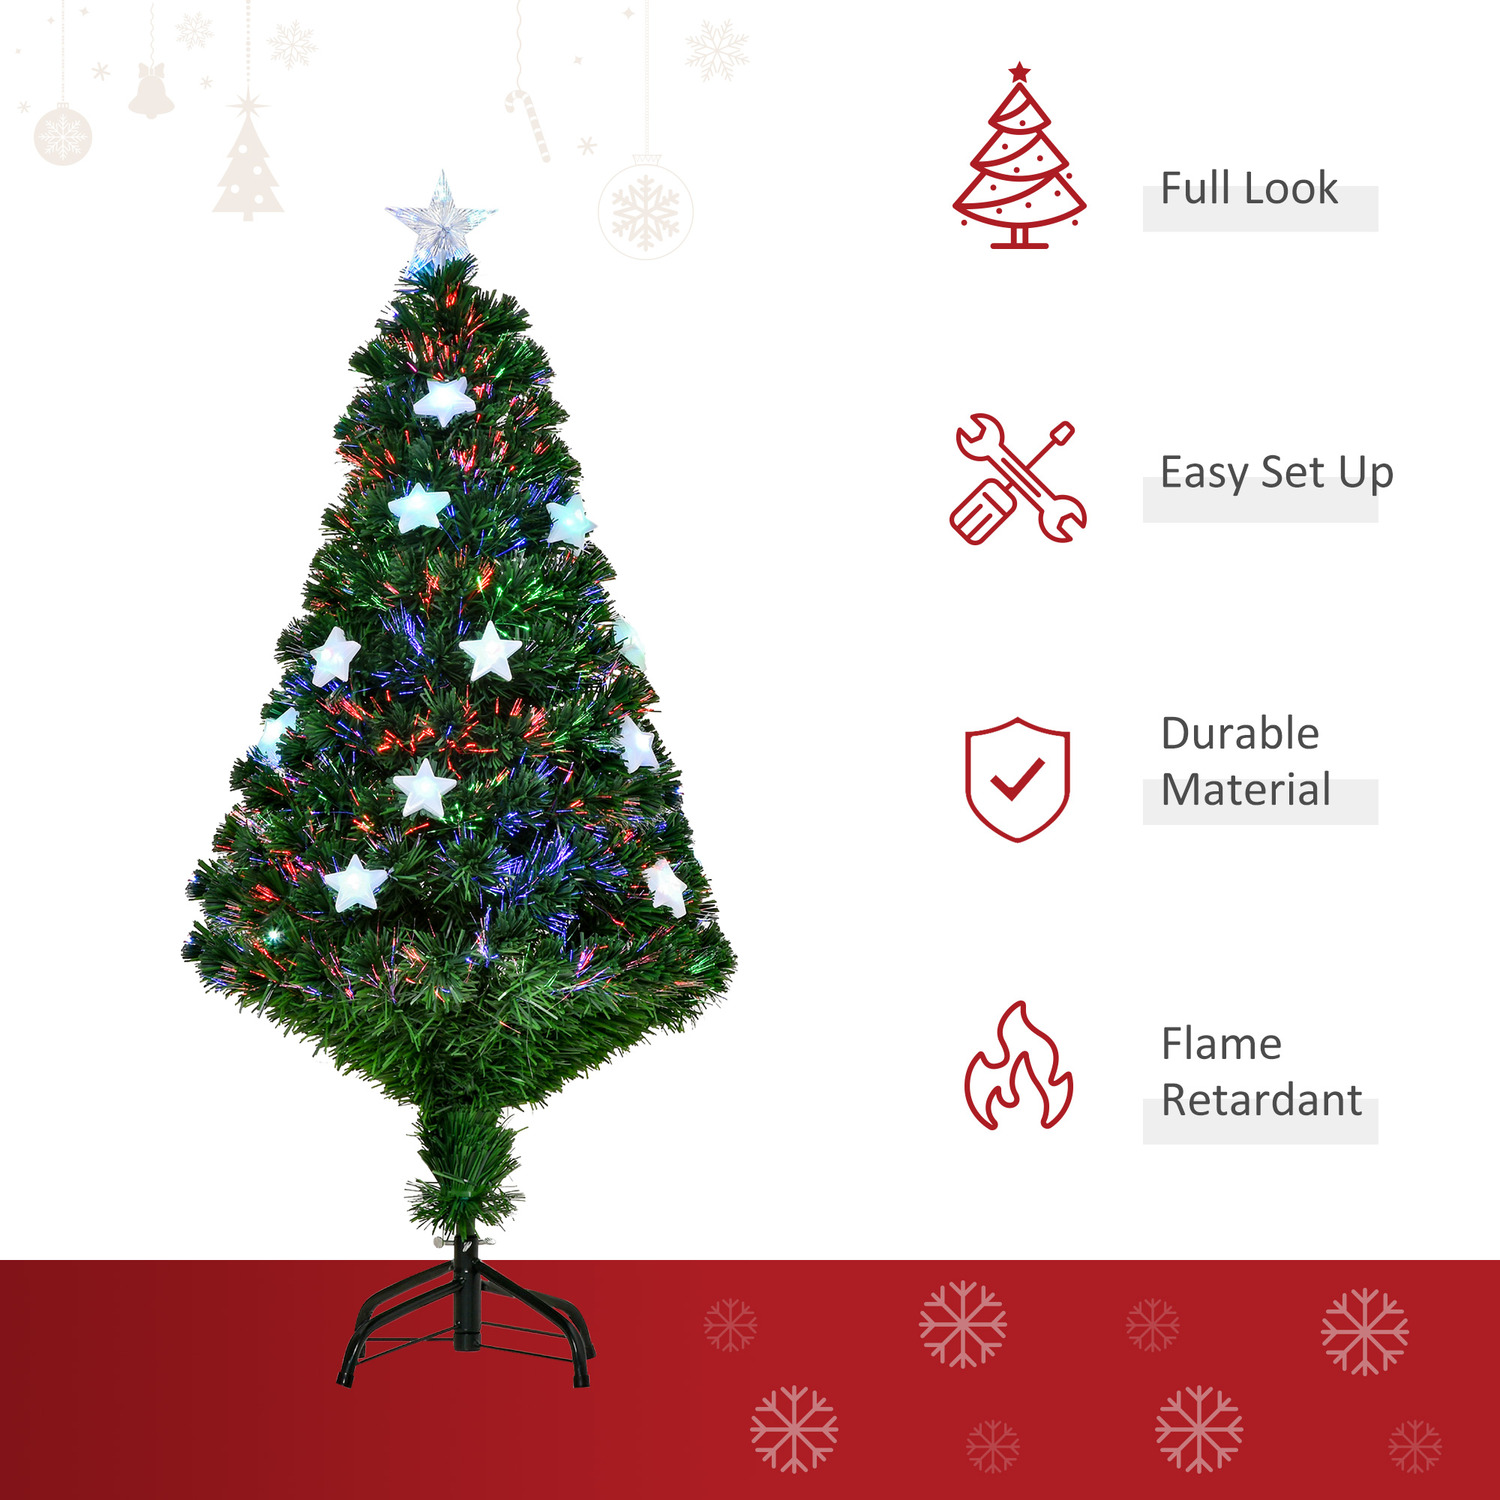 Full Look
Easy Set Up
Durable
Material
Flame
Retardant